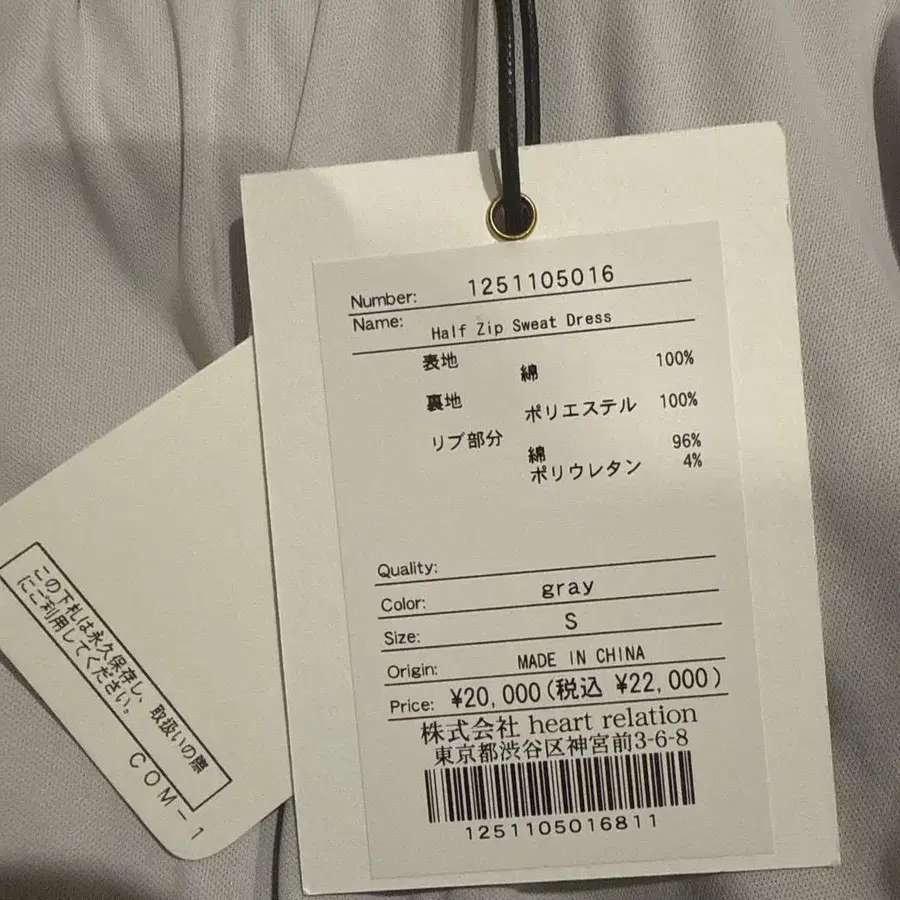 Number: 1251105016
Name: Half Zip Sweat Dress
表地 綿 100%
裏地 ポリエステル 100%
リブ部分 綿 96%
ポリウレタン 4%
Quality:
Color: gray
Size: S
Origin: MADE IN CHINA
Price: ¥20,000(税込 ¥22,000)
株式会社 heart relation
東京都渋谷区神宮前3-6-8
1251105016811
この下札は永久保存し、取扱いの際
にご利用してください。
COM-1